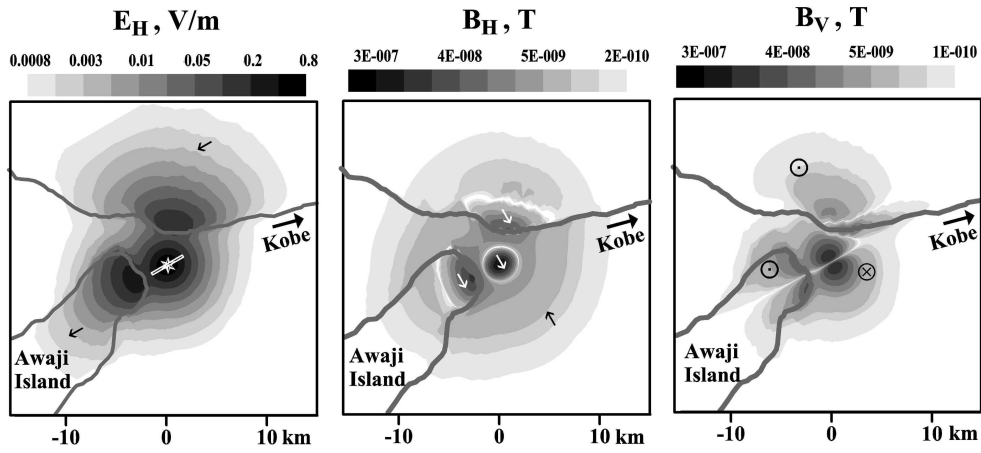 E_H , V/m
0.0008 0.003 0.01 0.05 0.2 0.8
Kobe
Awaji
Island
-10 0 10 km
B_H , T
3E-007 4E-008 5E-009 2E-010
Kobe
Awaji
Island
-10 0 10 km
B_V , T
3E-007 4E-008 5E-009 1E-010
Kobe
Awaji
Island
-10 0 10 km